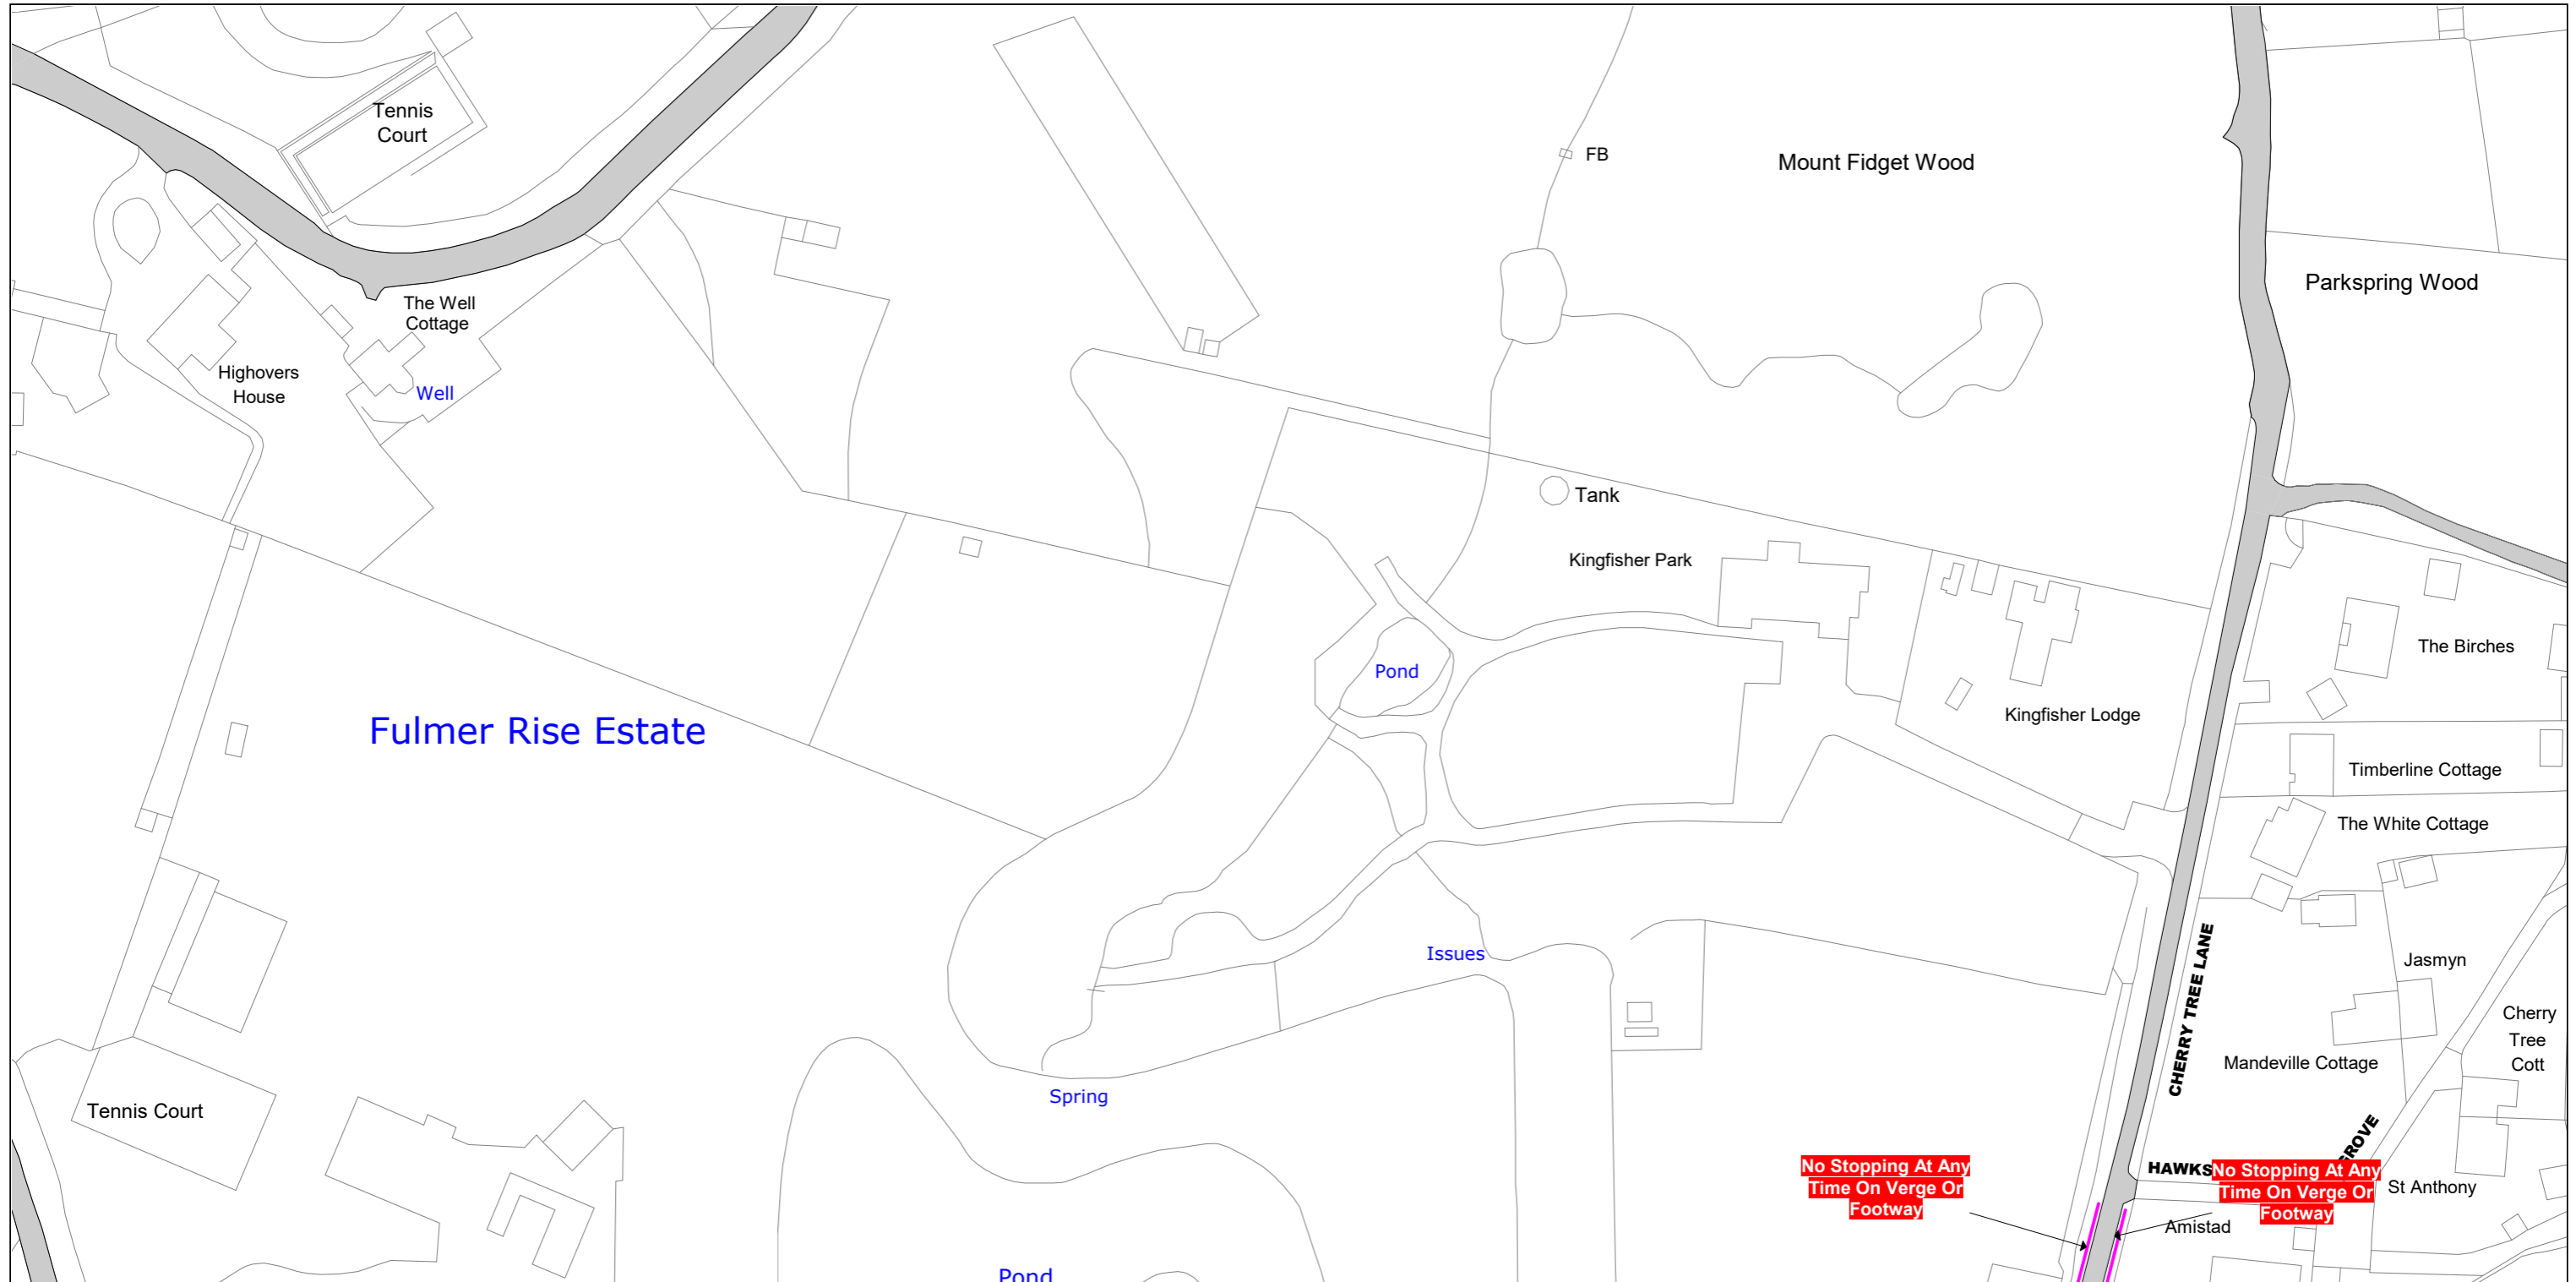 Tennis
Court
FB
Mount Fidget Wood
Parkspring Wood
The Well
Cottage
Highovers
House
Well
Tank
Kingfisher Park
The Birches
Pond
Kingfisher Lodge
Fulmer Rise Estate
Timberline Cottage
The White Cottage
Issues
CHERRY TREE LANE
Jasmyn
Cherry
Tree
Cott
Mandeville Cottage
Spring
Tennis Court
No Stopping At Any
Time On Verge Or
Footway
HAWKS
GROVE
No Stopping At Any
Time On Verge Or
Footway
St Anthony
Amistad
Pond